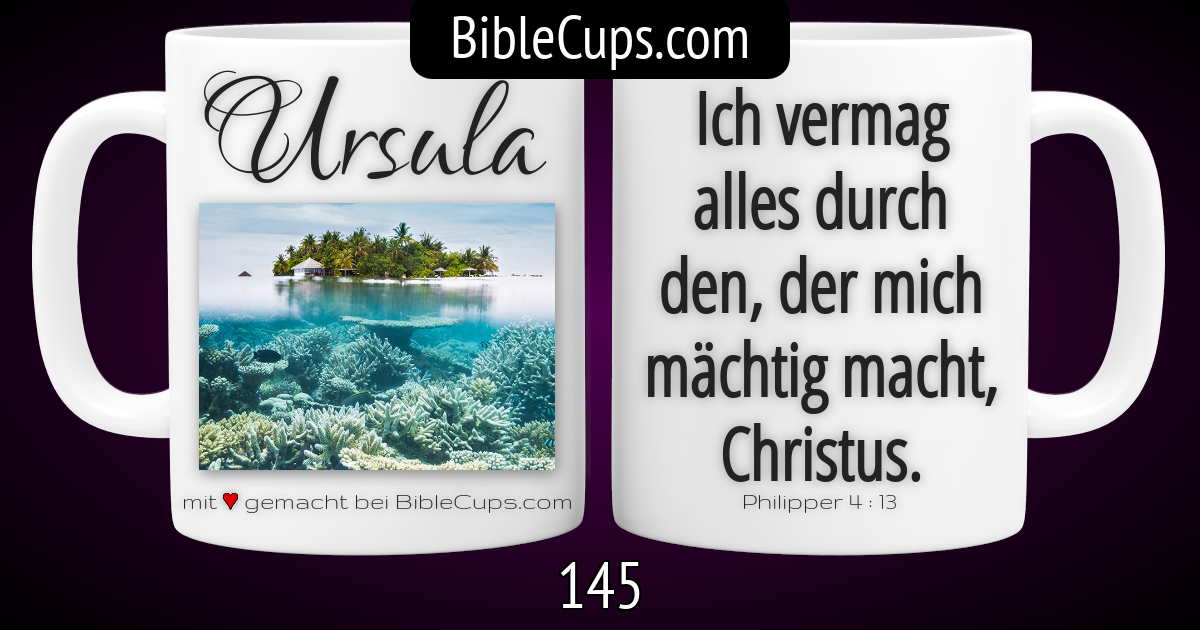 BibleCups.com
Ursula
mit ♥ gemacht bei BibleCups.com
Ich vermag
alles durch
den, der mich
mächtig macht,
Christus.
Philipper 4 : 13
145